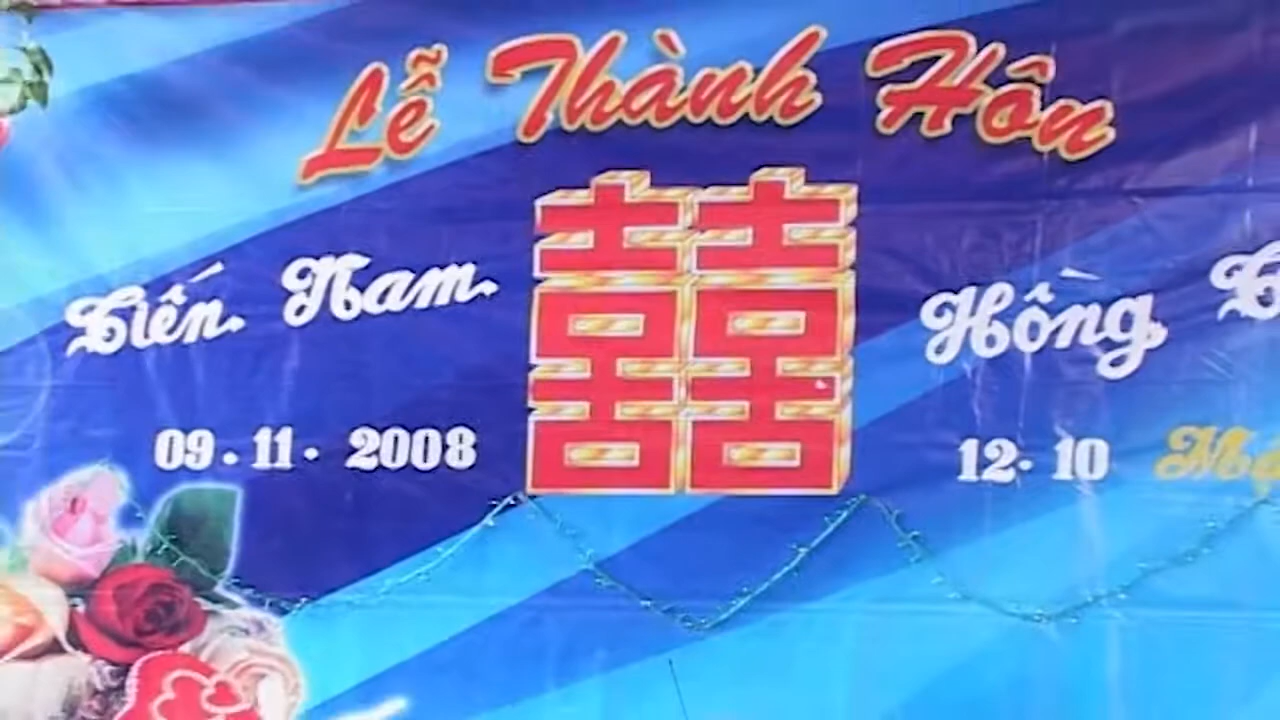 Lễ Thành Hôn
囍
Tiến Nam Hồng
09 . 11 . 2008 12 . 10